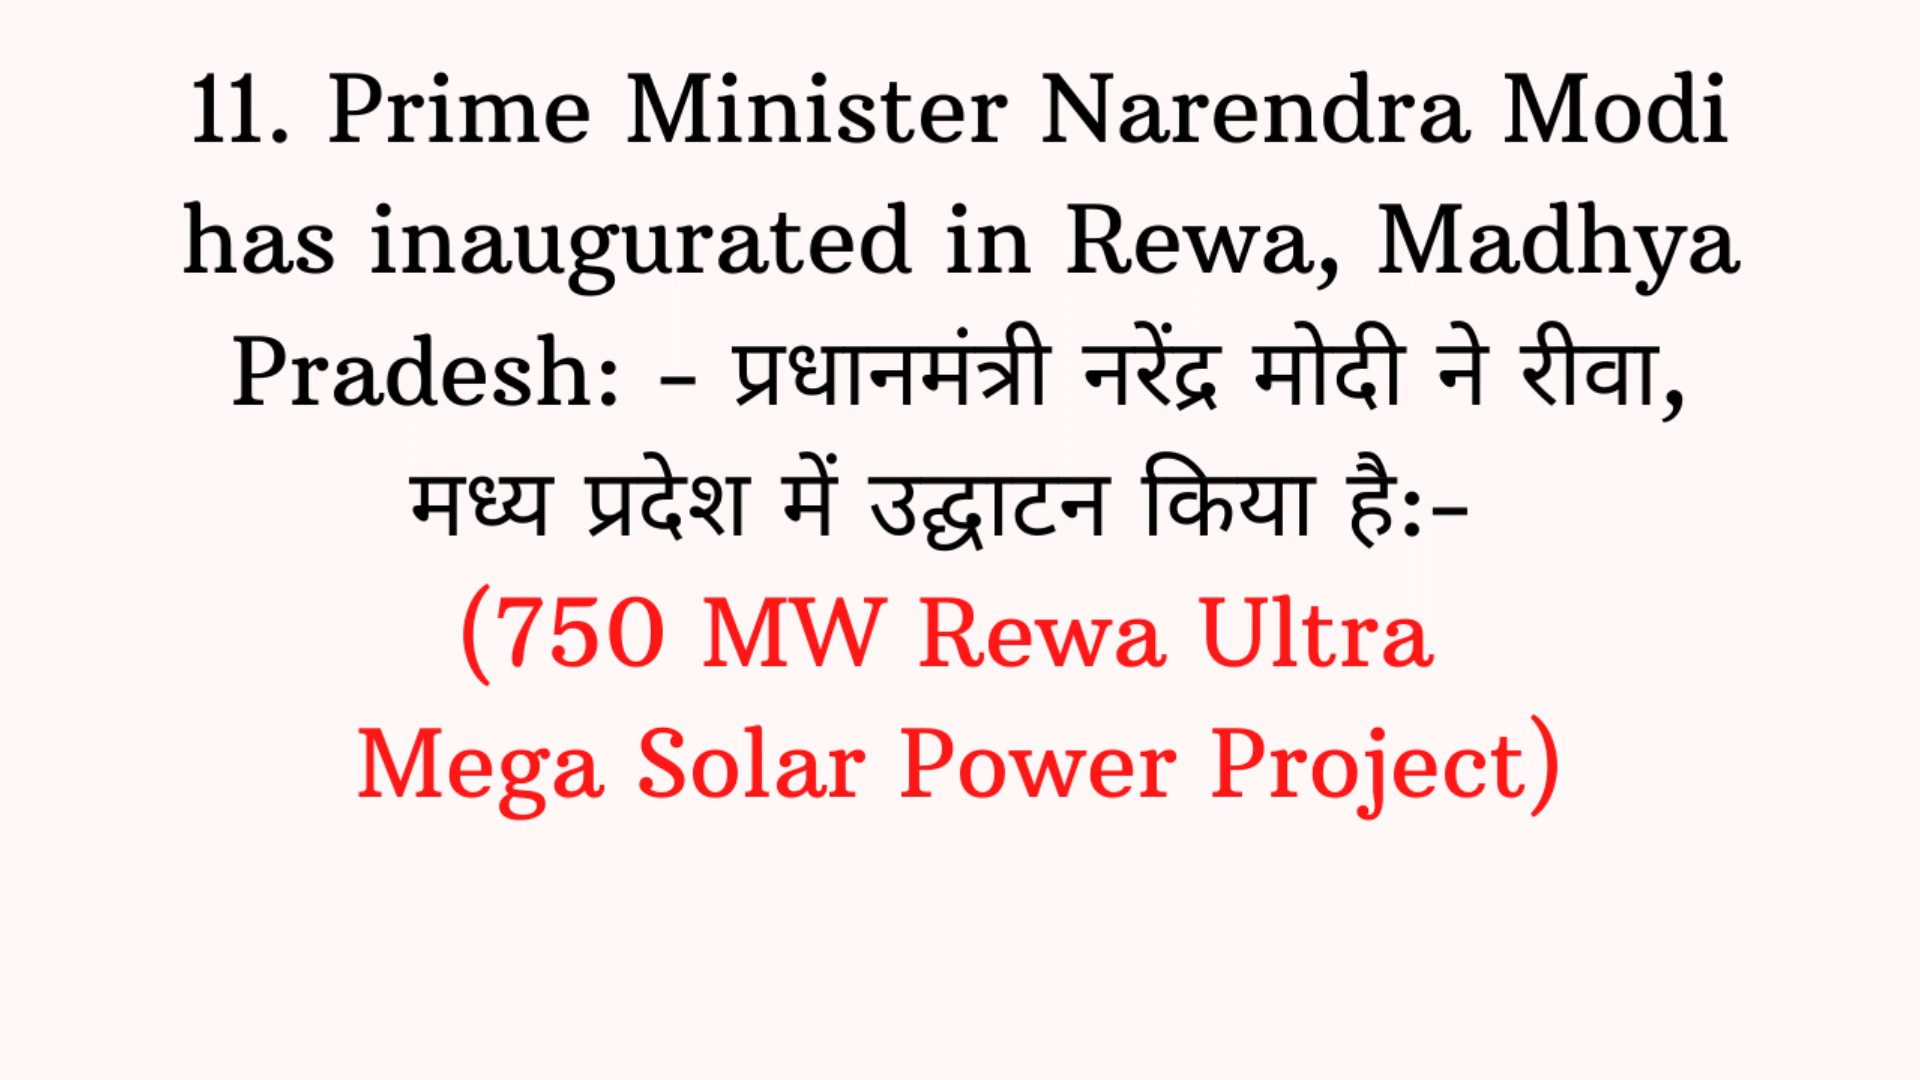 11. Prime Minister Narendra Modi
has inaugurated in Rewa, Madhya
Pradesh: - प्रधानमंत्री नरेंद्र मोदी ने रीवा,
मध्य प्रदेश में उद्घाटन किया है:-
(750 MW Rewa Ultra
Mega Solar Power Project)